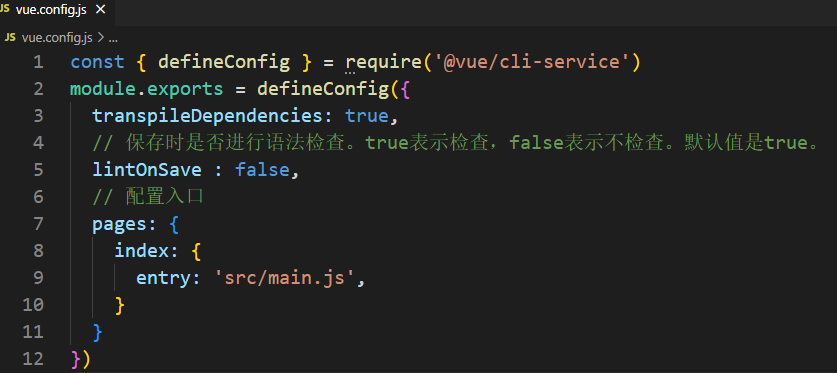 JS vue.config.js ×
JS vue.config.js > ...
1 const { defineConfig } = require('@vue/cli-service')
2 module.exports = defineConfig({
3   transpileDependencies: true,
4   // 保存时是否进行语法检查。true表示检查，false表示不检查。默认值是true。
5   lintOnSave : false,
6   // 配置入口
7   pages: {
8     index: {
9       entry: 'src/main.js',
10     }
11   }
12 })